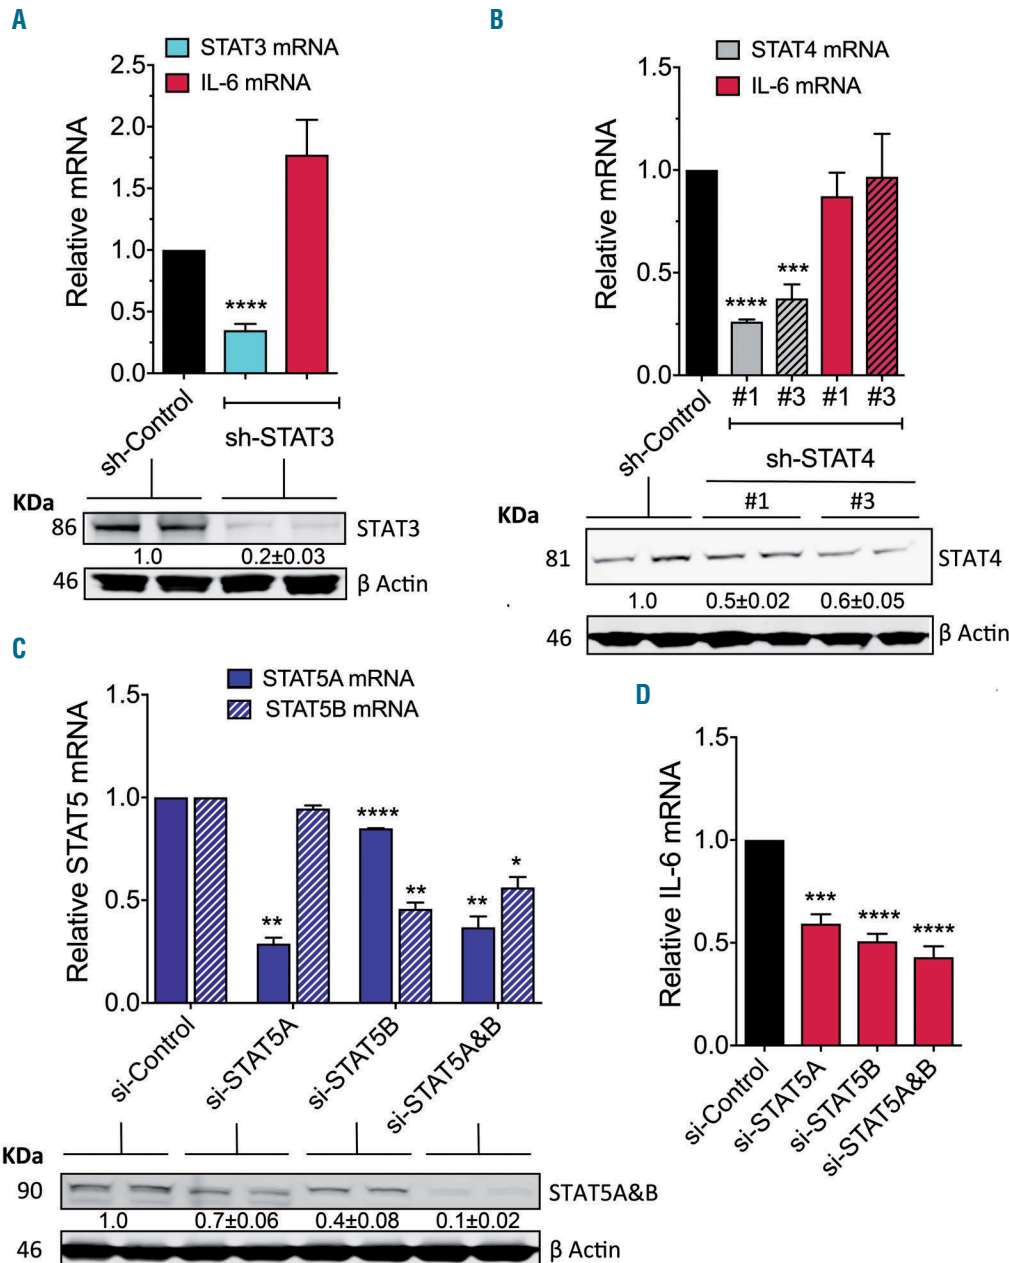 A
STAT3 mRNA
IL-6 mRNA
Relative mRNA
2.5
2.0
1.5
1.0
0.5
0.0
****
sh-Control
sh-STAT3
KDa
86
STAT3
1.0 0.2±0.03
46
β Actin
B
STAT4 mRNA
IL-6 mRNA
Relative mRNA
1.5
1.0
0.5
0.0
**** ***
#1 #3 #1 #3
sh-Control
sh-STAT4
#1 #3
KDa
81
STAT4
1.0 0.5±0.02 0.6±0.05
46
β Actin
C
STAT5A mRNA
STAT5B mRNA
Relative STAT5 mRNA
1.5
1.0
0.5
0.0
** **** ** ** *
si-Control
si-STAT5A
si-STAT5B
si-STAT5A&B
KDa
90
STAT5A&B
1.0 0.7±0.06 0.4±0.08 0.1±0.02
46
β Actin
D
Relative IL-6 mRNA
1.5
1.0
0.5
0.0
*** **** ****
si-Control
si-STAT5A
si-STAT5B
si-STAT5A&B